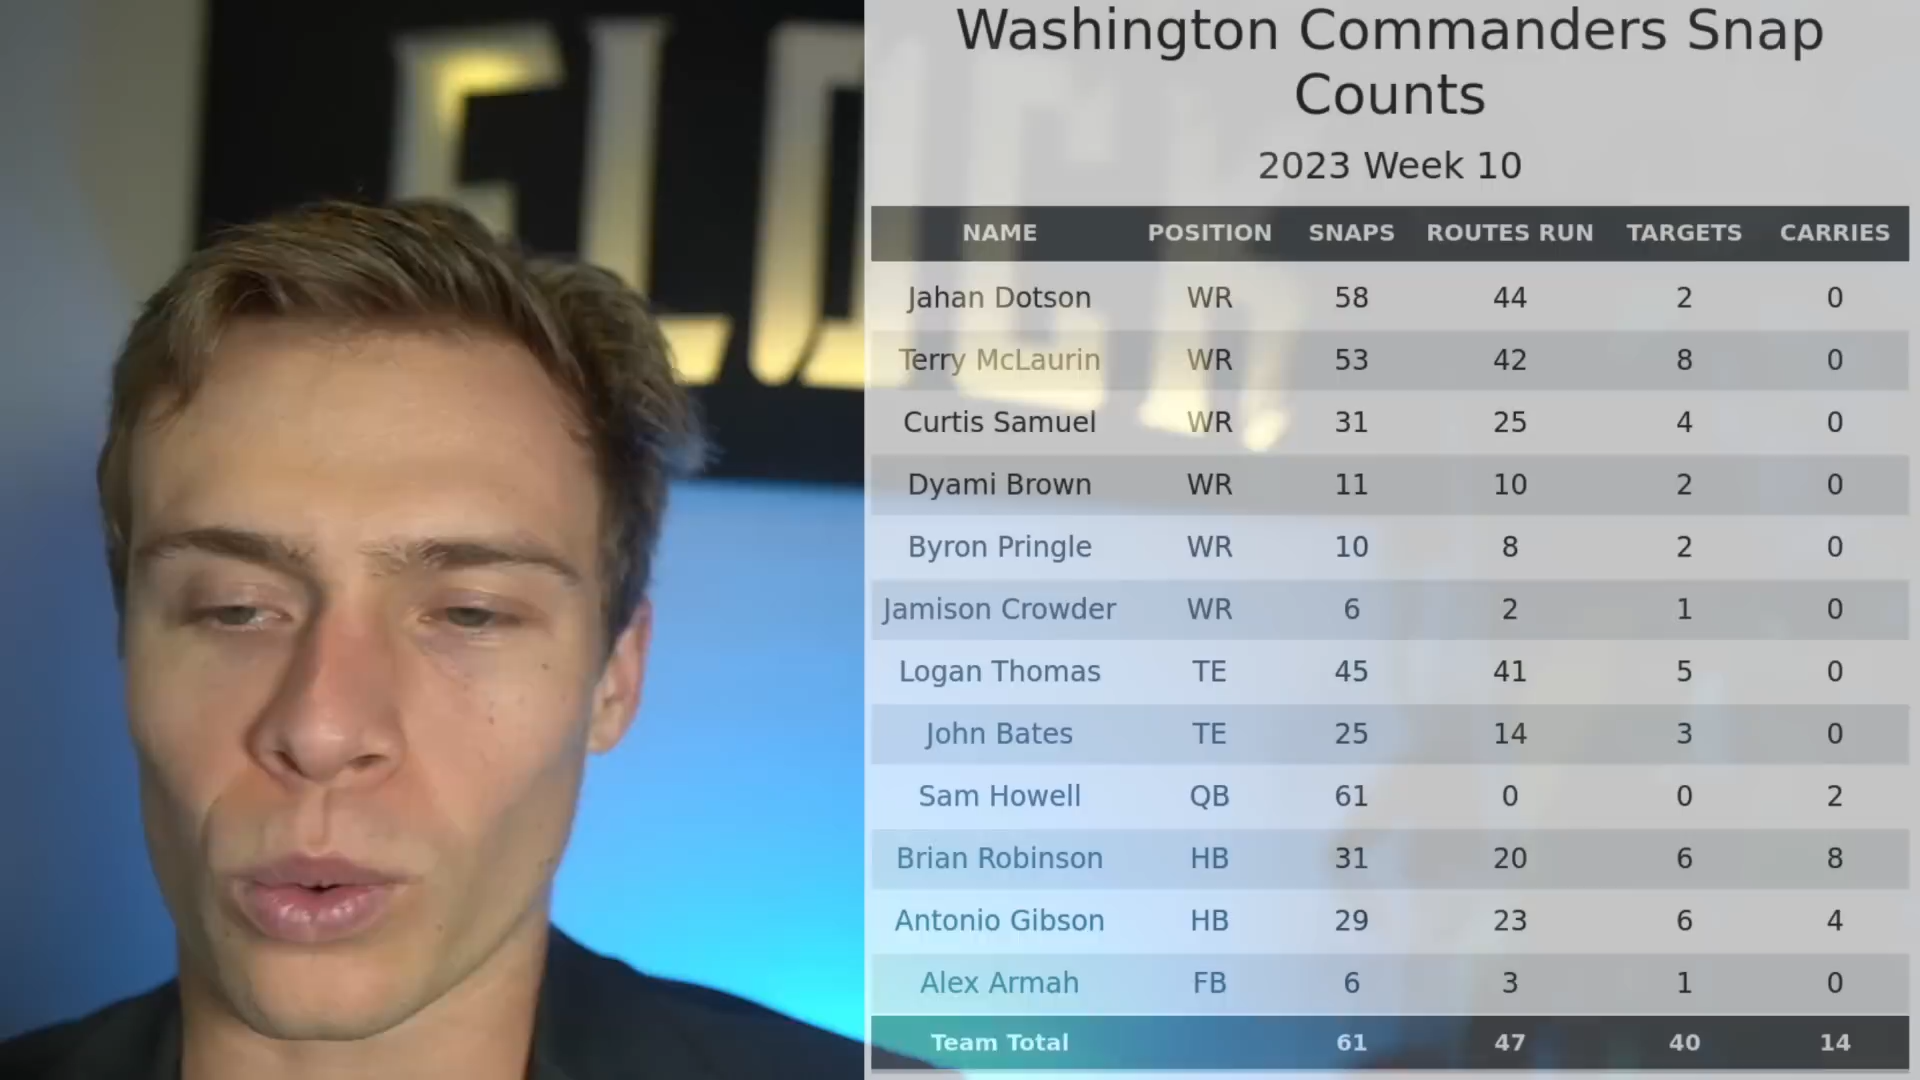 FLOCK
Washington Commanders Snap
Counts
2023 Week 10
NAME POSITION SNAPS ROUTES RUN TARGETS CARRIES
Jahan Dotson WR 58 44 2 0
Terry McLaurin WR 53 42 8 0
Curtis Samuel WR 31 25 4 0
Dyami Brown WR 11 10 2 0
Byron Pringle WR 10 8 2 0
Jamison Crowder WR 6 2 1 0
Logan Thomas TE 45 41 5 0
John Bates TE 25 14 3 0
Sam Howell QB 61 0 0 2
Brian Robinson HB 31 20 6 8
Antonio Gibson HB 29 23 6 4
Alex Armah FB 6 3 1 0
Team Total 61 47 40 14